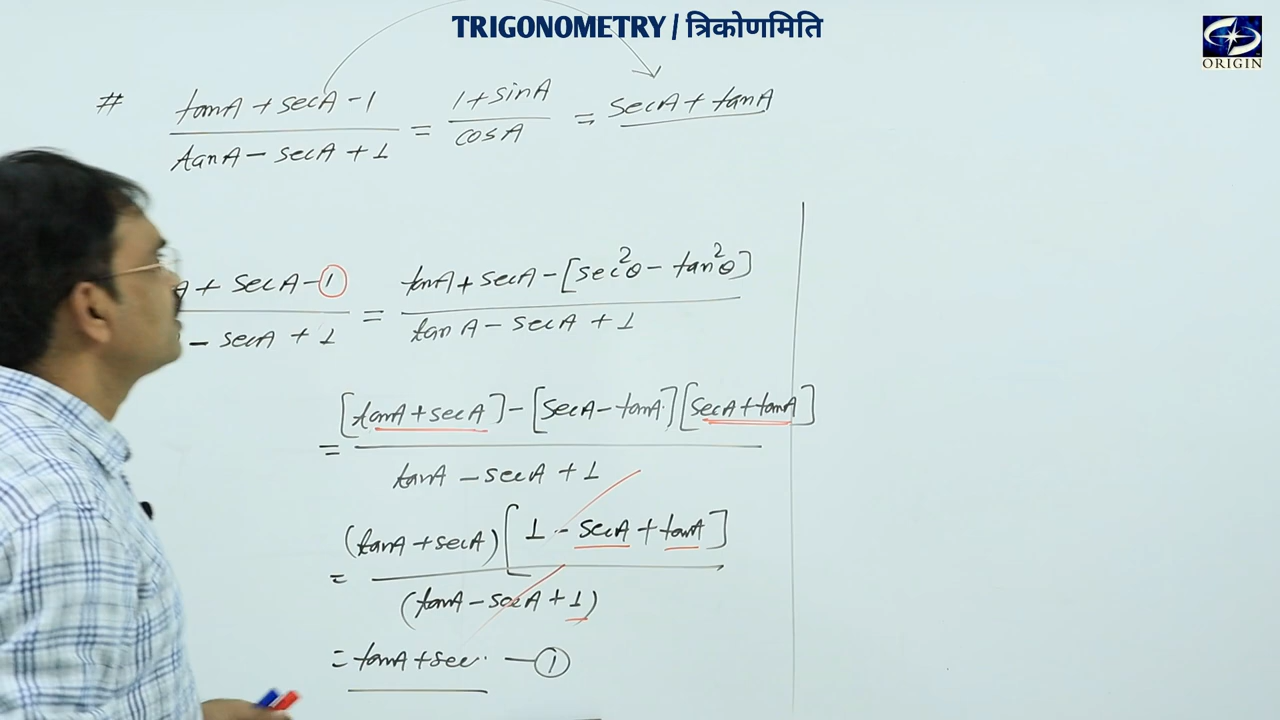 TRIGONOMETRY / त्रिकोणमिति
ORIGIN
# (tanA + secA - 1)/(tanA - secA + 1) = (1 + sinA)/(cosA) = secA + tanA
A + secA - 1 / - secA + 1 = (tanA + secA - [sec²θ - tan²θ])/(tanA - secA + 1)
= ([tanA + secA] - [secA - tanA][secA + tanA])/(tanA - secA + 1)
= (tanA + secA)[1 - secA + tanA]/(tanA - secA + 1)
= tanA + sec. — ①